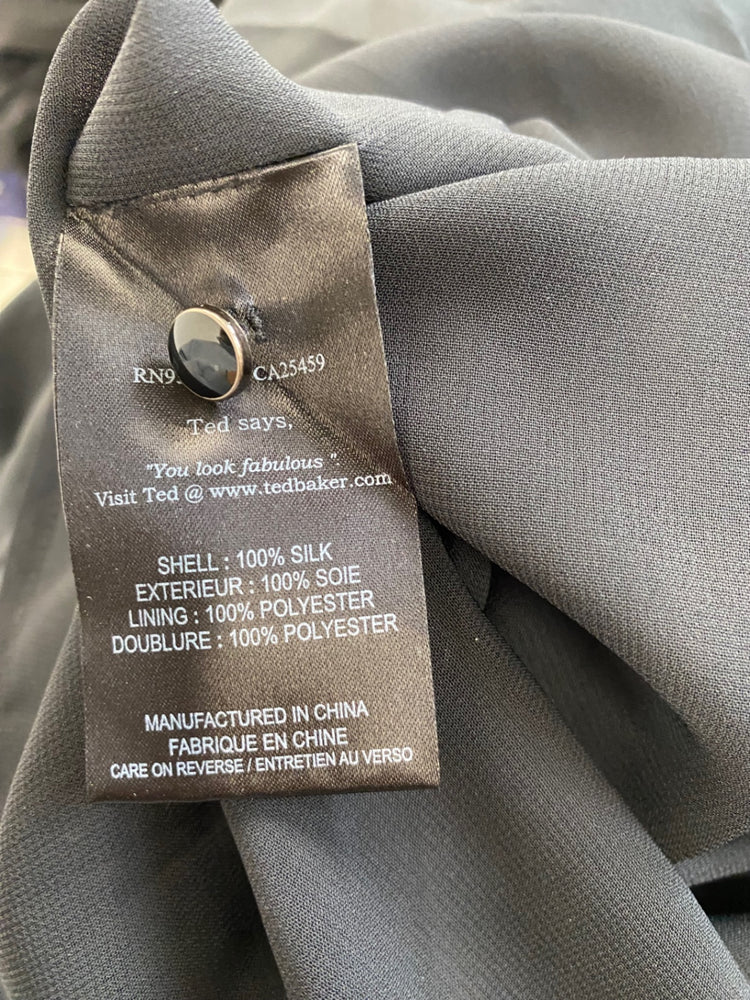 CA25459
Ted says,
"You look fabulous".
Visit Ted @ www.tedbaker.com
SHELL : 100% SILK
EXTERIEUR : 100% SOIE
LINING : 100% POLYESTER
DOUBLURE : 100% POLYESTER
MANUFACTURED IN CHINA
FABRIQUE EN CHINE
CARE ON REVERSE / ENTRETIEN AU VERSO